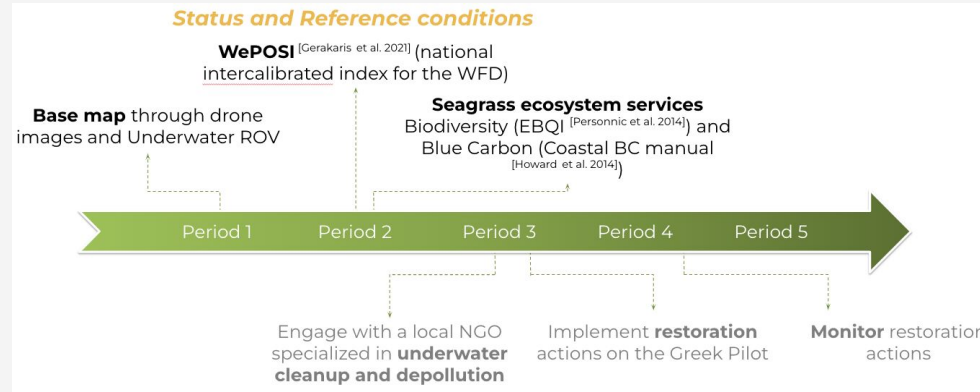 Status and Reference conditions
WePOSI [Gerakaris et al. 2021] (national
intercalibrated index for the WFD)
Base map through drone
images and Underwater ROV
Seagrass ecosystem services
Biodiversity (EBQI [Personnic et al. 2014]) and
Blue Carbon (Coastal BC manual
[Howard et al. 2014])
Period 1 Period 2 Period 3 Period 4 Period 5
Engage with a local NGO
specialized in underwater
cleanup and depollution
Implement restoration
actions on the Greek Pilot
Monitor restoration
actions